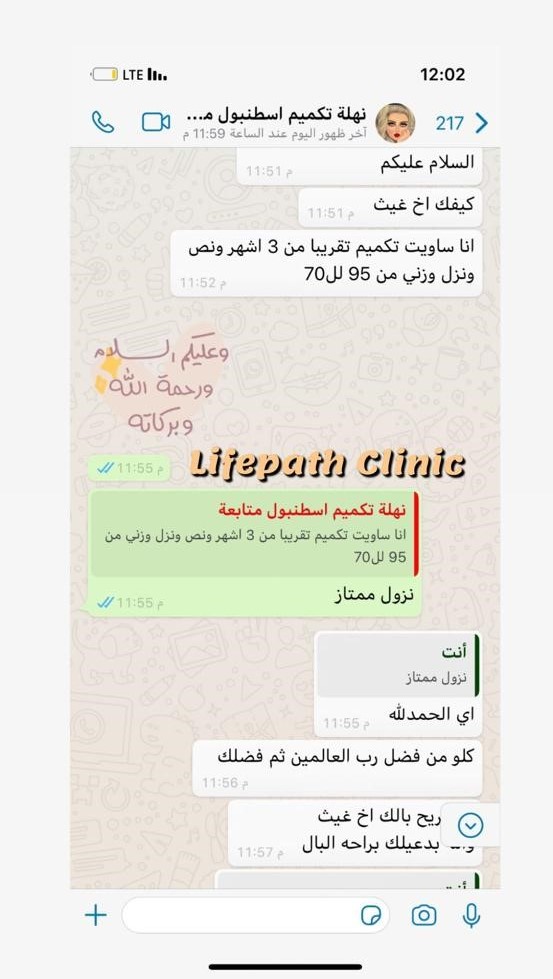 LTE 12:02
217 نهلة تكميم اسطنبول م...
آخر ظهور اليوم عند الساعة 11:59 م
السلام عليكم
11:51 م
كيفك اخ غيث
11:51 م
انا ساويت تكميم تقريبا من 3 اشهر ونص
ونزل وزني من 95 لل70
11:52 م
وعليكم السلام
ورحمة الله
وبركاته
11:55 م
Lifepath Clinic
نهلة تكميم اسطنبول متابعة
انا ساويت تكميم تقريبا من 3 اشهر ونص ونزل وزني من
95 لل70
نزول ممتاز
11:55 م
أنت
نزول ممتاز
اي الحمدلله
11:55 م
كلو من فضل رب العالمين ثم فضلك
11:56 م
ريح بالك اخ غيث
بدعيلك براحه البال
11:57 م
أنت